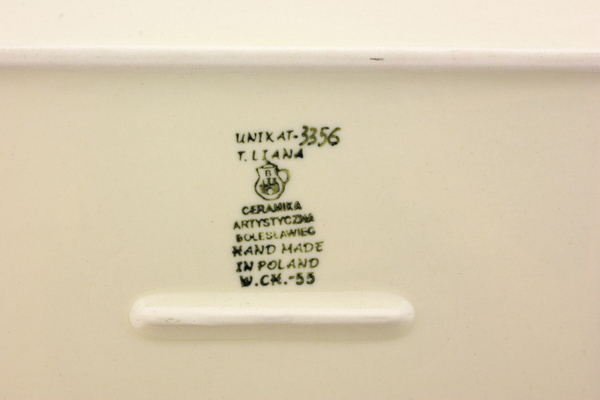 UNIKAT-3356
T. LIANA
B
CERAMIKA
ARTYSTYCZNA
BOLESŁAWIEC
HAND MADE
IN POLAND
W.CK.-55